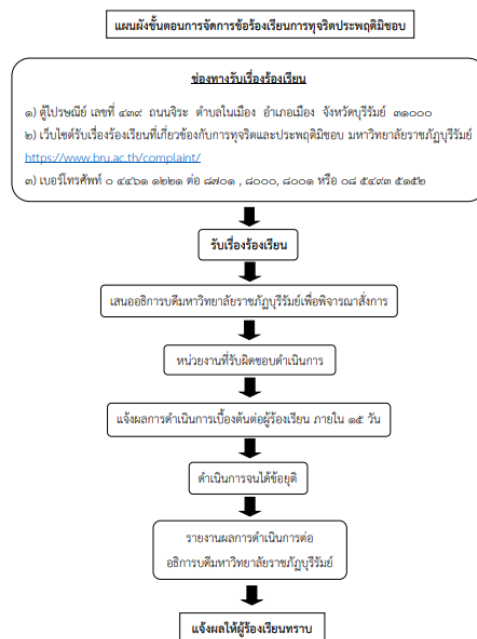 แผนผังขั้นตอนการจัดการข้อร้องเรียนการทุจริตประพฤติมิชอบ
ช่องทางรับเรื่องร้องเรียน
๑) ตู้ไปรษณีย์ เลขที่ ๔๓๙ ถนนจิระ ตำบลในเมือง อำเภอเมือง จังหวัดบุรีรัมย์ ๓๑๐๐๐
๒) เว็บไซต์รับเรื่องร้องเรียนที่เกี่ยวข้องกับการทุจริตและประพฤติมิชอบ มหาวิทยาลัยราชภัฏบุรีรัมย์
https://www.bru.ac.th/complaint/
๓) เบอร์โทรศัพท์ ๐ ๔๔๖๑ ๑๒๒๑ ต่อ ๘๗๐๑ , ๘๐๐๐, ๘๐๐๑ หรือ ๐๘ ๕๔๙๓ ๕๑๕๒
รับเรื่องร้องเรียน
เสนออธิการบดีมหาวิทยาลัยราชภัฏบุรีรัมย์เพื่อพิจารณาสั่งการ
หน่วยงานที่รับผิดชอบดำเนินการ
แจ้งผลการดำเนินการเบื้องต้นต่อผู้ร้องเรียน ภายใน ๑๕ วัน
ดำเนินการจนได้ข้อยุติ
รายงานผลการดำเนินการต่อ
อธิการบดีมหาวิทยาลัยราชภัฏบุรีรัมย์
แจ้งผลให้ผู้ร้องเรียนทราบ